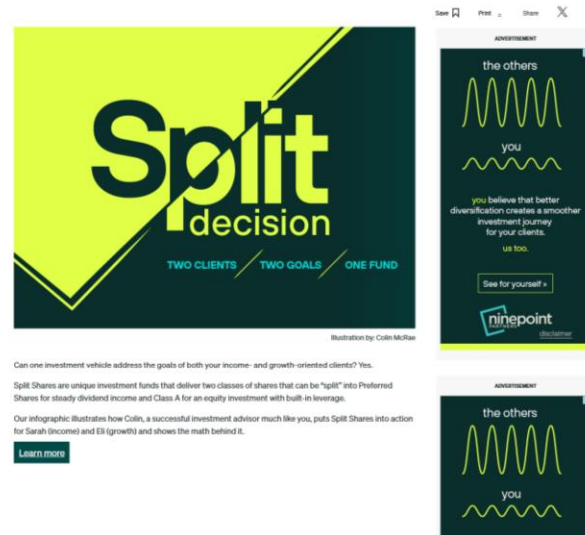 Save
Print
Share
Split
decision
TWO CLIENTS / TWO GOALS / ONE FUND
Illustration by: Colin McRae
Can one investment vehicle address the goals of both your income- and growth-oriented clients? Yes.
Split Shares are unique investment funds that deliver two classes of shares that can be “split” into Preferred
Shares for steady dividend income and Class A for an equity investment with built-in leverage.
Our infographic illustrates how Colin, a successful investment advisor much like you, puts Split Shares into action
for Sarah (income) and Eli (growth) and shows the math behind it.
Learn more
ADVERTISEMENT
the others
you
you believe that better
diversification creates a smoother
investment journey
for your clients.
us too.
See for yourself »
ninepoint
PARTNERS
disclaimer
ADVERTISEMENT
the others
you